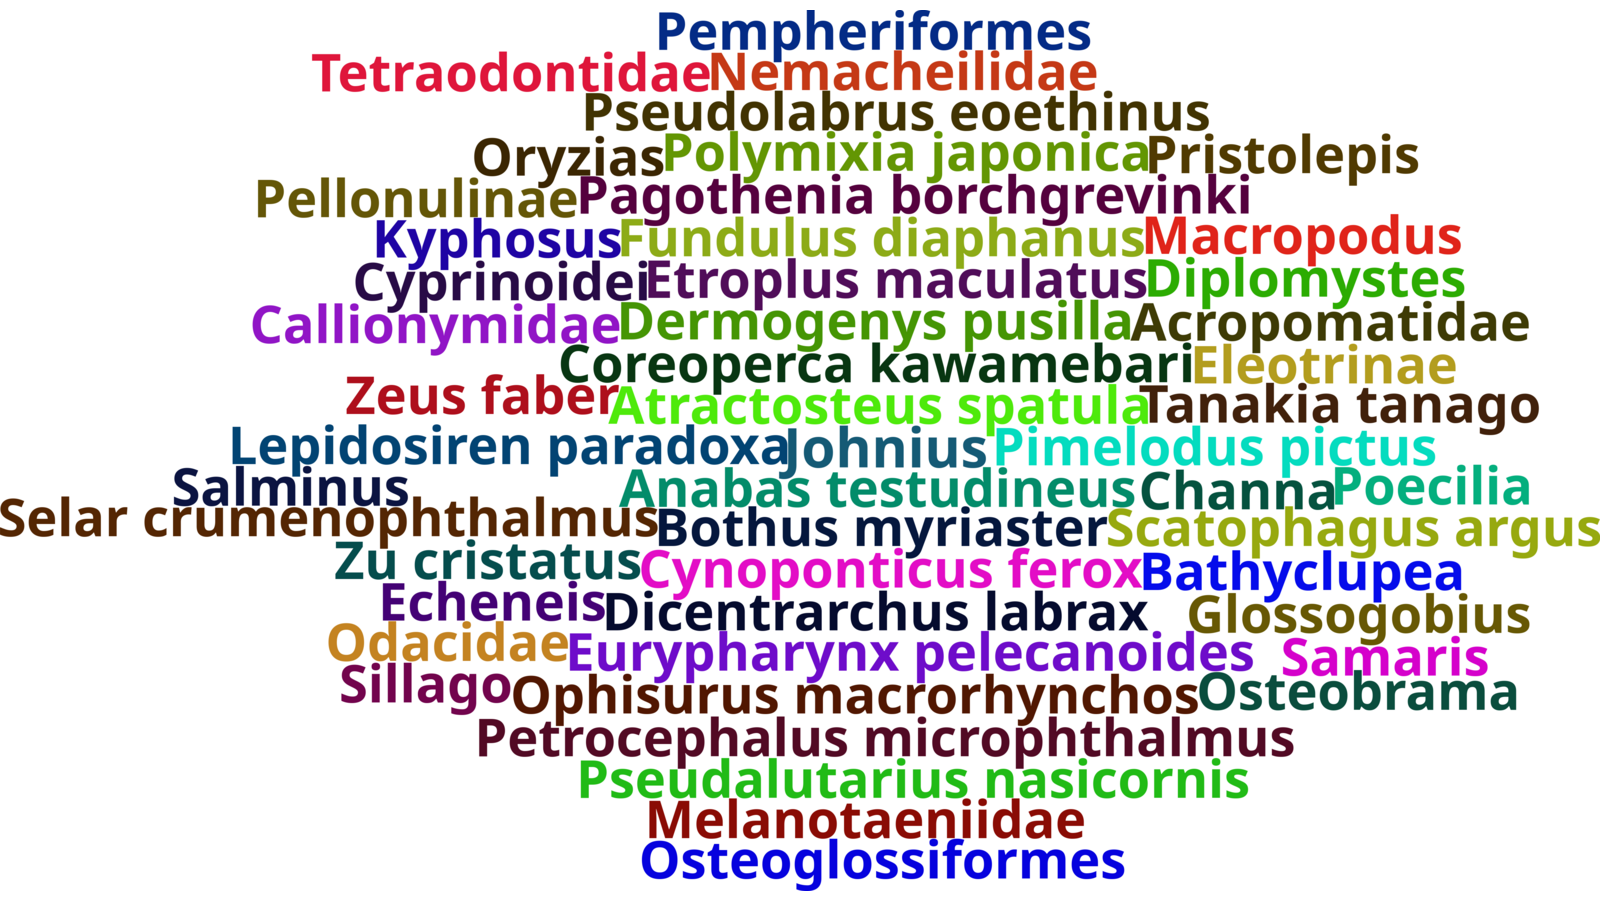 Pempheriformes
Tetraodontidae Nemacheilidae
Pseudolabrus eoethinus
Oryzias Polymixia japonica Pristolepis
Pellonulinae Pagothenia borchgrevinki
Kyphosus Fundulus diaphanus Macropodus
Cyprinoidei Etroplus maculatus Diplomystes
Callionymidae Dermogenys pusilla Acropomatidae
Coreoperca kawamebari Eleotrinae
Zeus faber Atractosteus spatula Tanakia tanago
Lepidosiren paradoxa Johnius Pimelodus pictus
Salminus Anabas testudineus Channa Poecilia
Selar crumenophthalmus Bothus myriaster Scatophagus argus
Zu cristatus Cynoponticus ferox Bathyclupea
Echeneis Dicentrarchus labrax Glossogobius
Odacidae Eurypharynx pelecanoides Samaris
Sillago Ophisurus macrorhynchos Osteobrama
Petrocephalus microphthalmus
Pseudalutarius nasicornis
Melanotaeniidae
Osteoglossiformes